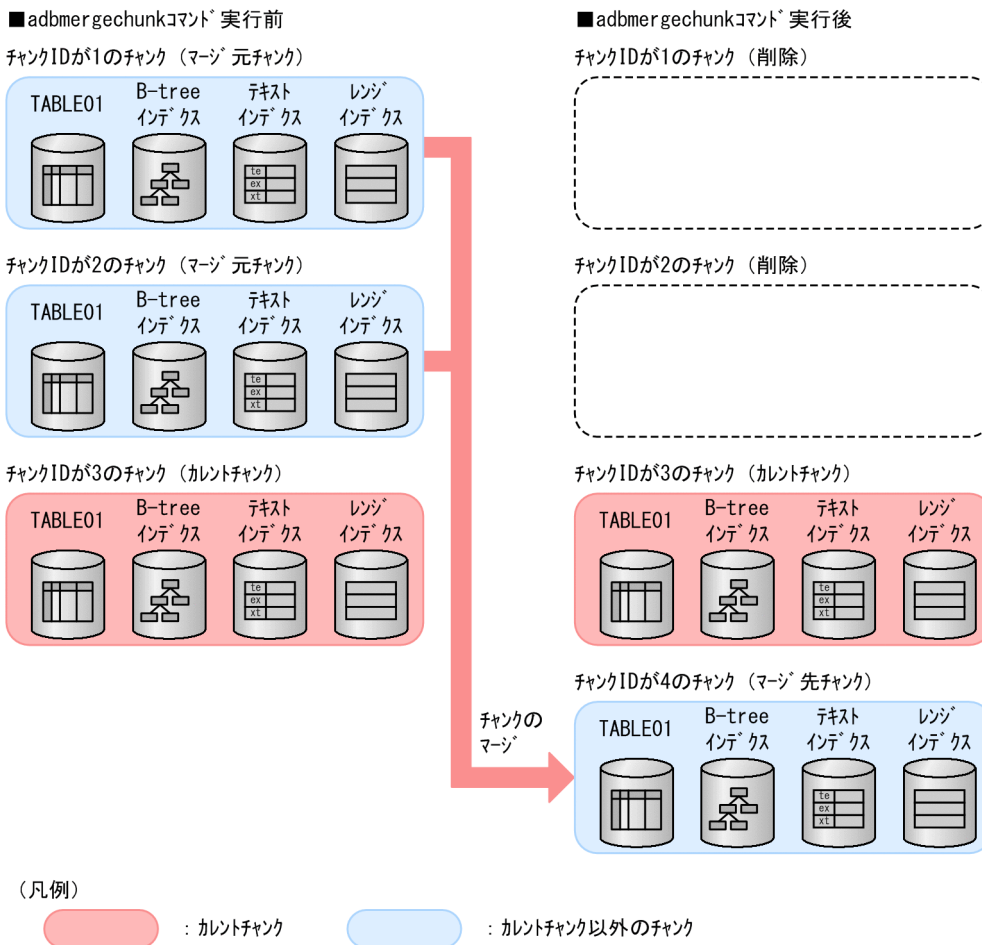 ■adbmergechunkｺﾏﾝﾄﾞ実行前
ﾁｬﾝｸIDが1のﾁｬﾝｸ（ﾏｰｼﾞ元ﾁｬﾝｸ）
TABLE01
B-tree
ｲﾝﾃﾞｸｽ
ﾃｷｽﾄ
ｲﾝﾃﾞｸｽ
ﾚﾝｼﾞ
ｲﾝﾃﾞｸｽ
te
ex
xt
ﾁｬﾝｸIDが2のﾁｬﾝｸ（ﾏｰｼﾞ元ﾁｬﾝｸ）
TABLE01
B-tree
ｲﾝﾃﾞｸｽ
ﾃｷｽﾄ
ｲﾝﾃﾞｸｽ
ﾚﾝｼﾞ
ｲﾝﾃﾞｸｽ
te
ex
xt
ﾁｬﾝｸIDが3のﾁｬﾝｸ（ｶﾚﾝﾄﾁｬﾝｸ）
TABLE01
B-tree
ｲﾝﾃﾞｸｽ
ﾃｷｽﾄ
ｲﾝﾃﾞｸｽ
ﾚﾝｼﾞ
ｲﾝﾃﾞｸｽ
te
ex
xt
ﾁｬﾝｸの
ﾏｰｼﾞ
■adbmergechunkｺﾏﾝﾄﾞ実行後
ﾁｬﾝｸIDが1のﾁｬﾝｸ（削除）
ﾁｬﾝｸIDが2のﾁｬﾝｸ（削除）
ﾁｬﾝｸIDが3のﾁｬﾝｸ（ｶﾚﾝﾄﾁｬﾝｸ）
TABLE01
B-tree
ｲﾝﾃﾞｸｽ
ﾃｷｽﾄ
ｲﾝﾃﾞｸｽ
ﾚﾝｼﾞ
ｲﾝﾃﾞｸｽ
te
ex
xt
ﾁｬﾝｸIDが4のﾁｬﾝｸ（ﾏｰｼﾞ先ﾁｬﾝｸ）
TABLE01
B-tree
ｲﾝﾃﾞｸｽ
ﾃｷｽﾄ
ｲﾝﾃﾞｸｽ
ﾚﾝｼﾞ
ｲﾝﾃﾞｸｽ
te
ex
xt
（凡例）
：ｶﾚﾝﾄﾁｬﾝｸ
：ｶﾚﾝﾄﾁｬﾝｸ以外のﾁｬﾝｸ